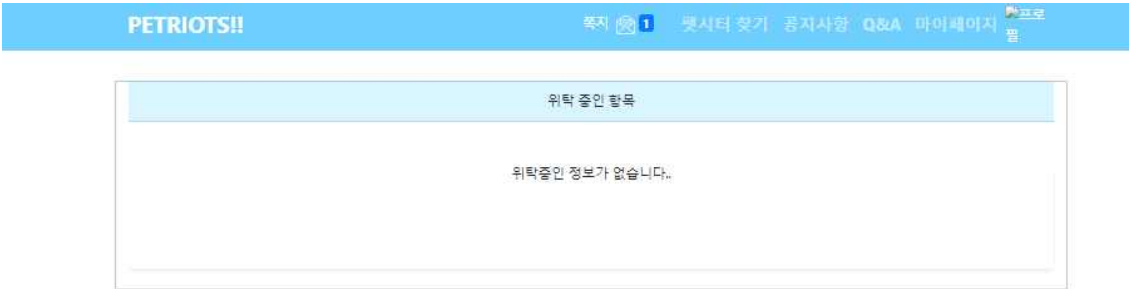 PETRIOTS!! 쪽지 1 펫시터 찾기 공지사항 Q&A 마이페이지 프로필
위탁 중인 항목
위탁중인 정보가 없습니다..